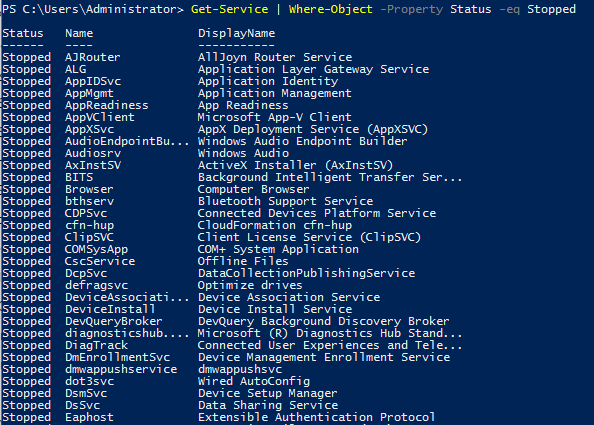 PS C:\Users\Administrator> Get-Service | Where-Object -Property Status -eq Stopped
Status Name DisplayName
------ ---- -----------
Stopped AJRouter AllJoyn Router Service
Stopped ALG Application Layer Gateway Service
Stopped AppIDSvc Application Identity
Stopped AppMgmt Application Management
Stopped AppReadiness App Readiness
Stopped AppVClient Microsoft App-V Client
Stopped AppXSvc AppX Deployment Service (AppXSVC)
Stopped AudioEndpointBu... Windows Audio Endpoint Builder
Stopped Audiosrv Windows Audio
Stopped AxInstSV ActiveX Installer (AxInstSV)
Stopped BITS Background Intelligent Transfer Ser...
Stopped Browser Computer Browser
Stopped bthserv Bluetooth Support Service
Stopped CDPSvc Connected Devices Platform Service
Stopped cfn-hup CloudFormation cfn-hup
Stopped ClipSVC Client License Service (ClipSVC)
Stopped COMSysApp COM+ System Application
Stopped CscService Offline Files
Stopped DcpSvc DataCollectionPublishingService
Stopped defragsvc Optimize drives
Stopped DeviceAssociati... Device Association Service
Stopped DeviceInstall Device Install Service
Stopped DevQueryBroker DevQuery Background Discovery Broker
Stopped diagnosticshub.... Microsoft (R) Diagnostics Hub Stand...
Stopped DiagTrack Connected User Experiences and Tele...
Stopped DmEnrollmentSvc Device Management Enrollment Service
Stopped dmwappushservice dmwappushsvc
Stopped dot3svc Wired AutoConfig
Stopped DsmSvc Device Setup Manager
Stopped DsSvc Data Sharing Service
Stopped Eaphost Extensible Authentication Protocol